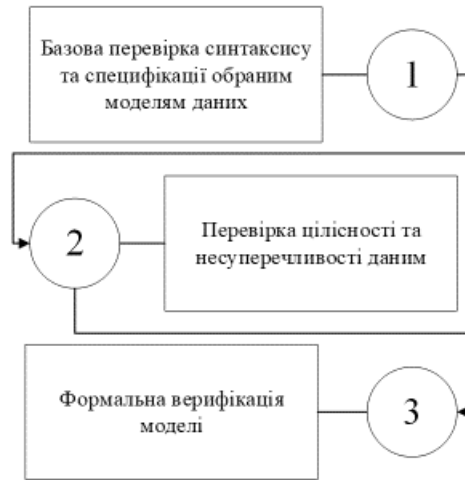 Базова перевірка синтаксису
та специфікації обраним
моделям даних
1
2
Перевірка цілісності та
несуперечливості даним
Формальна верифікація
моделі
3